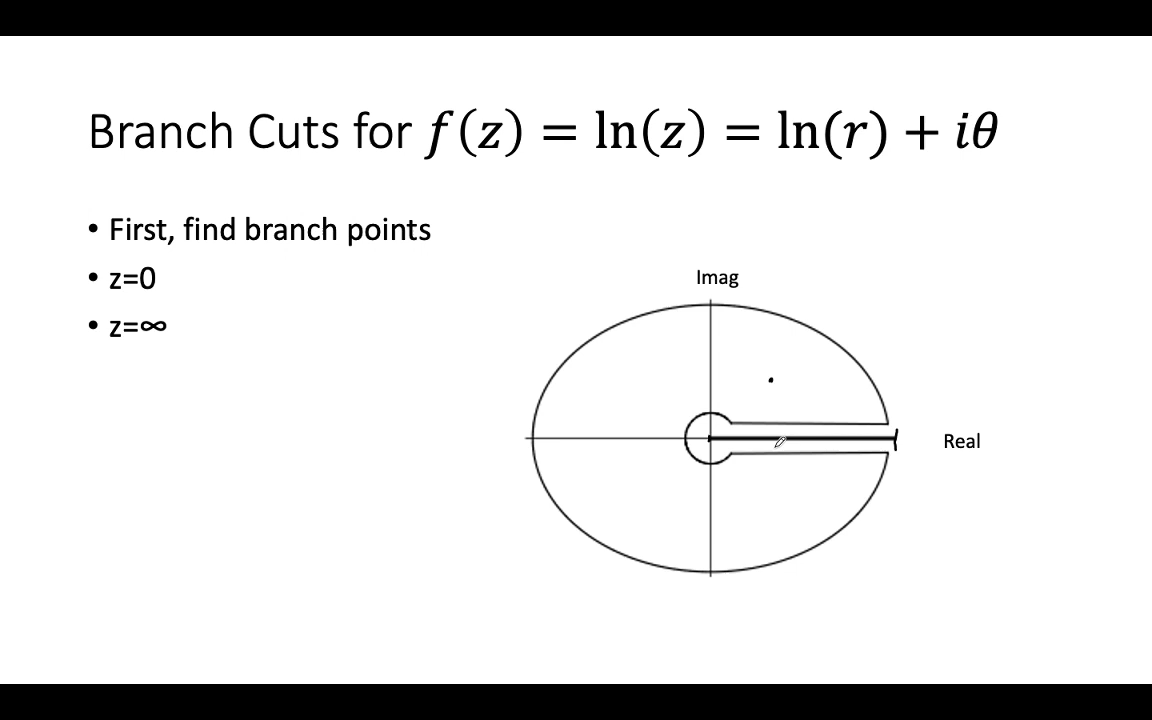 Branch Cuts for f(z) = ln(z) = ln(r) + iθ
• First, find branch points
• z=0
• z=∞
Imag
Real